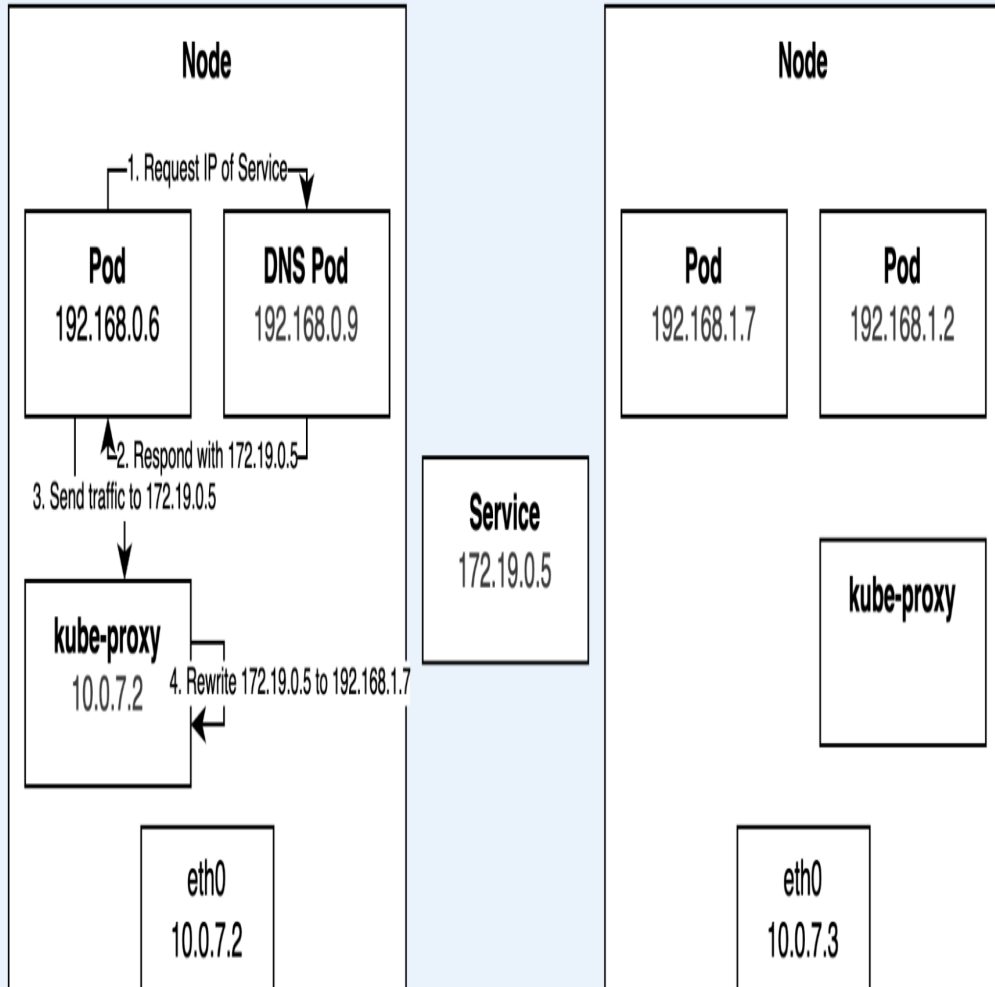 Node
1. Request IP of Service
Pod
192.168.0.6
DNS Pod
192.168.0.9
2. Respond with 172.19.0.5
3. Send traffic to 172.19.0.5
kube-proxy
10.0.7.2
4. Rewrite 172.19.0.5 to 192.168.1.7
eth0
10.0.7.2
Service
172.19.0.5
Node
Pod
192.168.1.7
Pod
192.168.1.2
kube-proxy
eth0
10.0.7.3